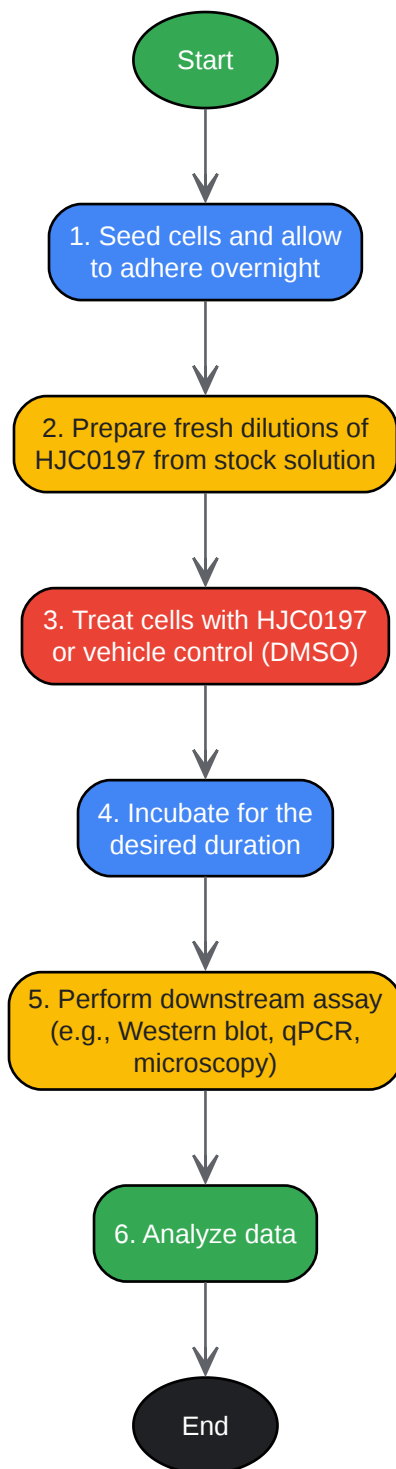 Start
1. Seed cells and allow
to adhere overnight
2. Prepare fresh dilutions of
HJC0197 from stock solution
3. Treat cells with HJC0197
or vehicle control (DMSO)
4. Incubate for the
desired duration
5. Perform downstream assay
(e.g., Western blot, qPCR,
microscopy)
6. Analyze data
End